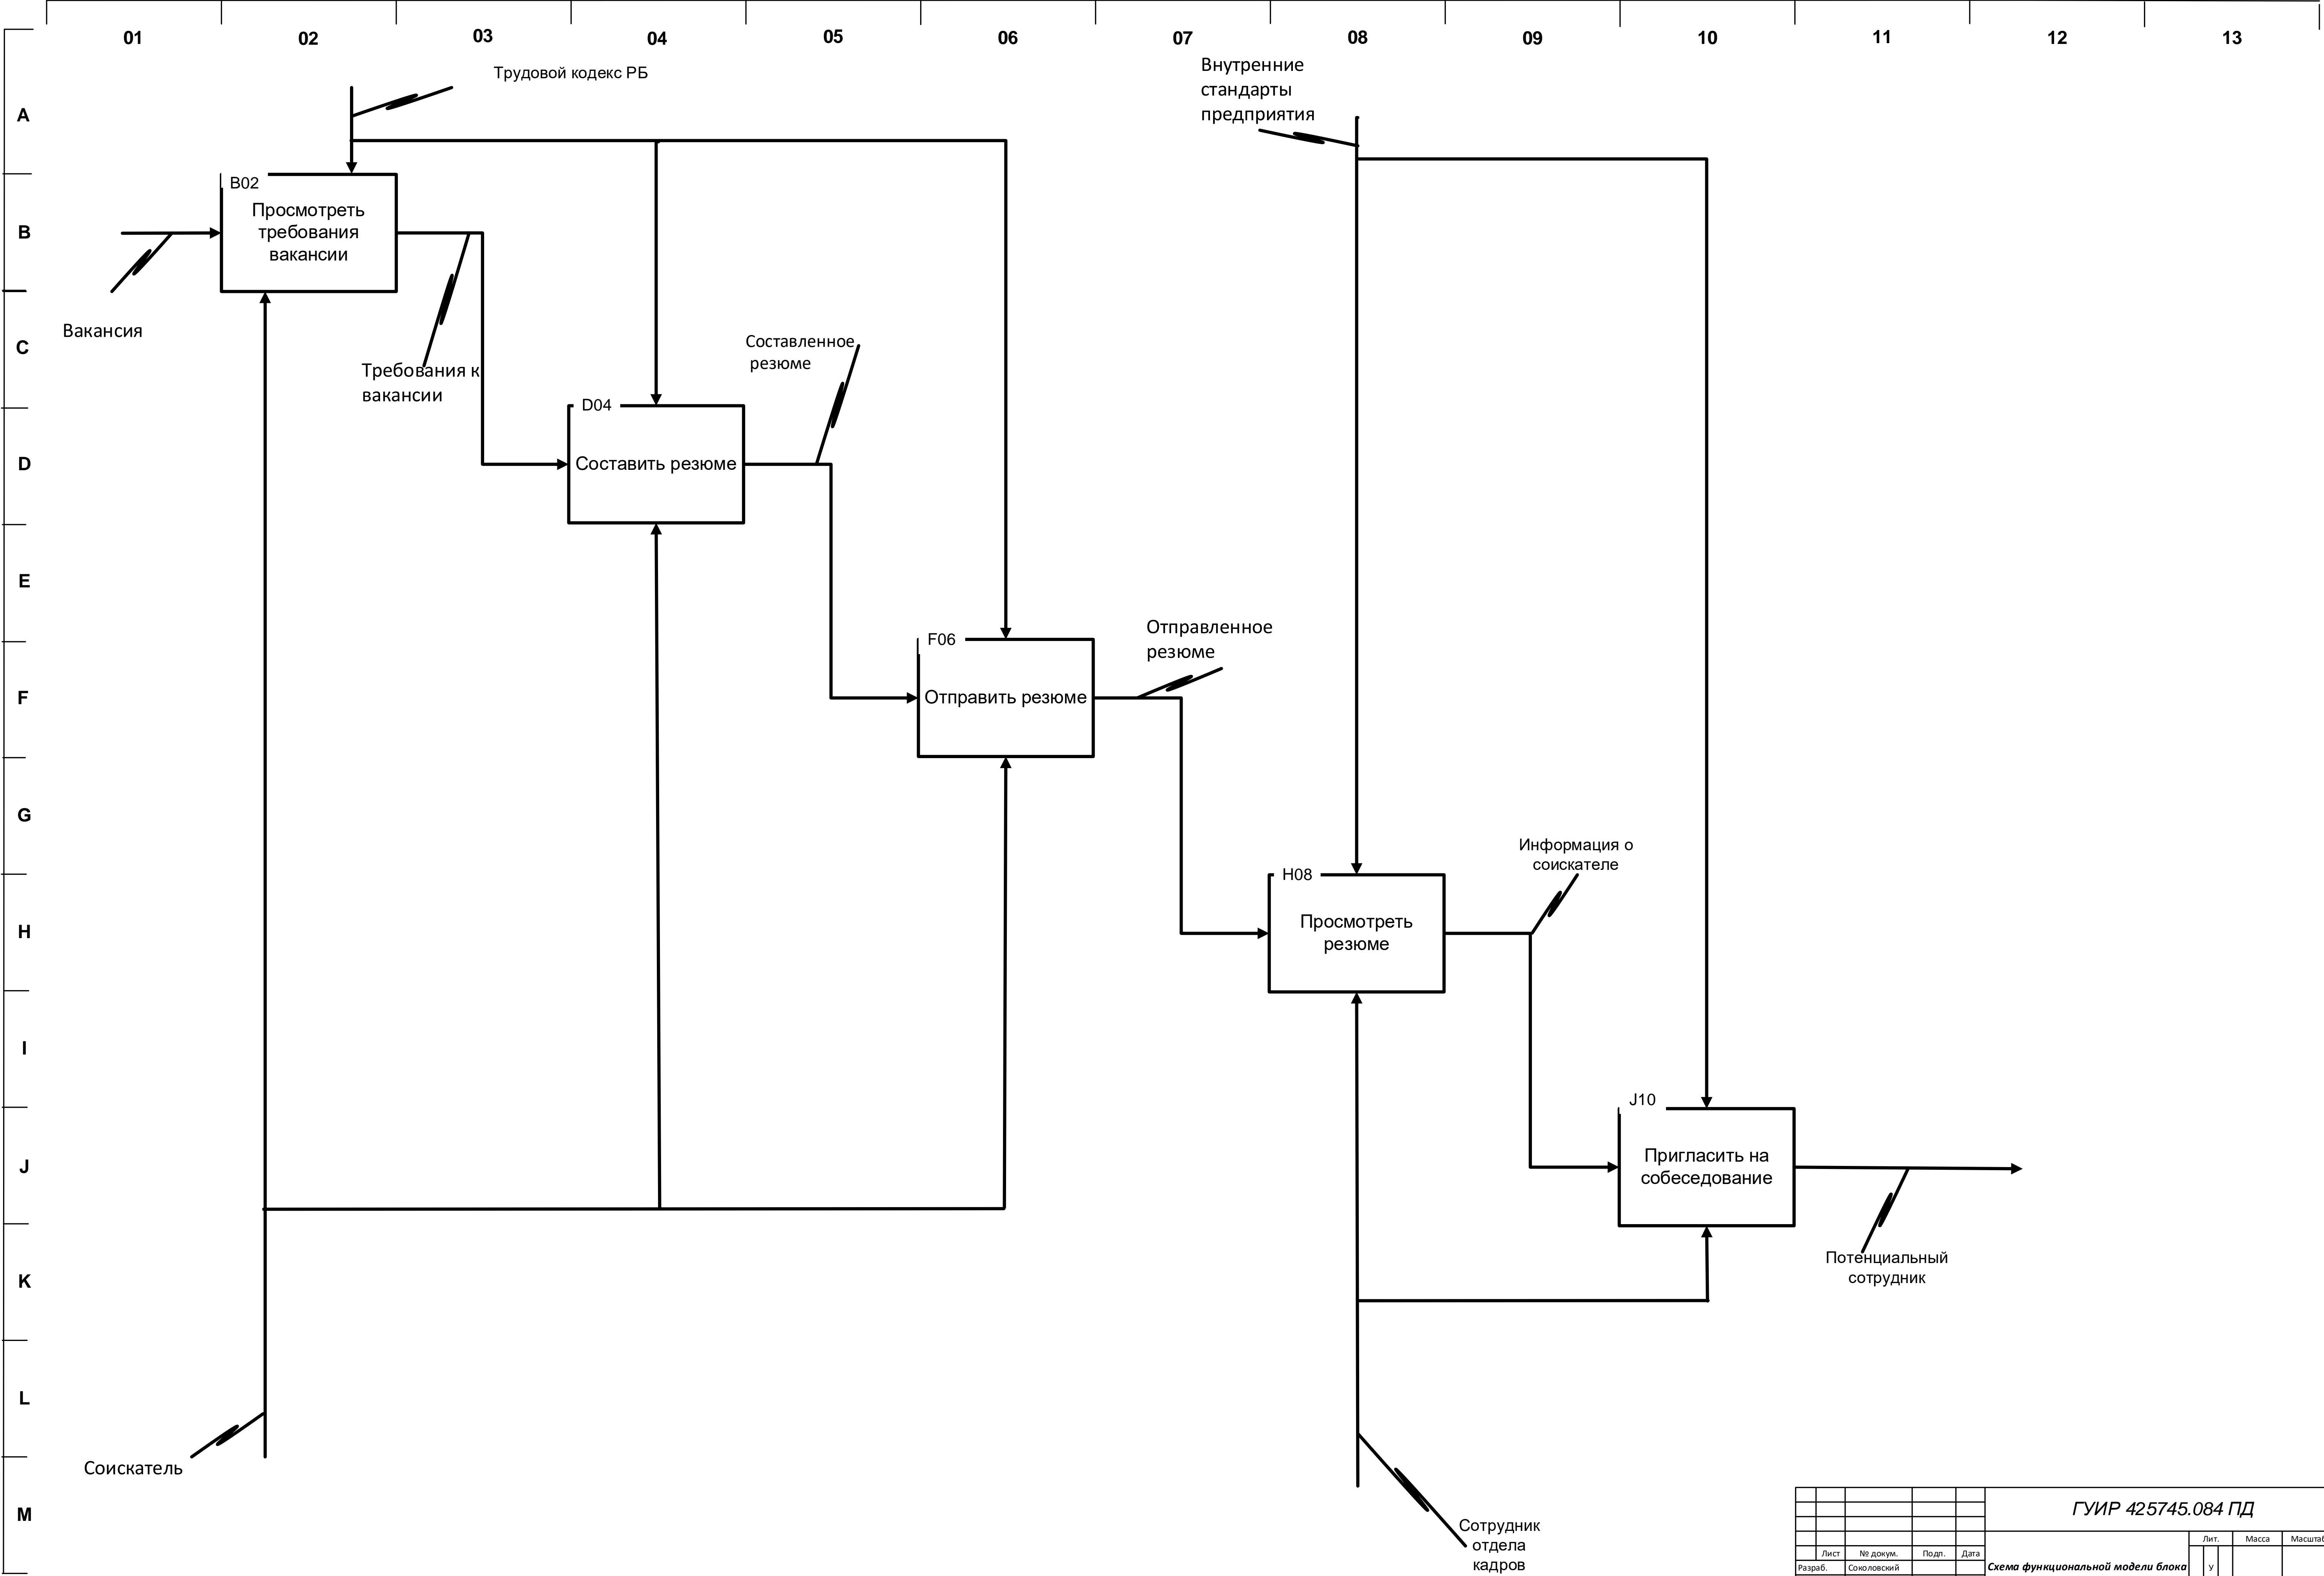 01 02 03 04 05 06 07 08 09 10 11 12 13
Трудовой кодекс РБ
Внутренние
стандарты
предприятия
A
B02
Просмотреть
требования
вакансии
B
Вакансия
C
Требования к
вакансии
Составленное
резюме
D04
Составить резюме
D
E
Отправленное
резюме
F06
Отправить резюме
F
G
Информация о
соискателе
H08
Просмотреть
резюме
H
I
J10
Пригласить на
собеседование
J
Потенциальный
сотрудник
K
L
Соискатель
M
Сотрудник
отдела
кадров
ГУИР 425745.084 ПД
Лит. Масса Масштаб
Лист № докум. Подп. Дата
Разраб. Соколовский
Схема функциональной модели блока
У